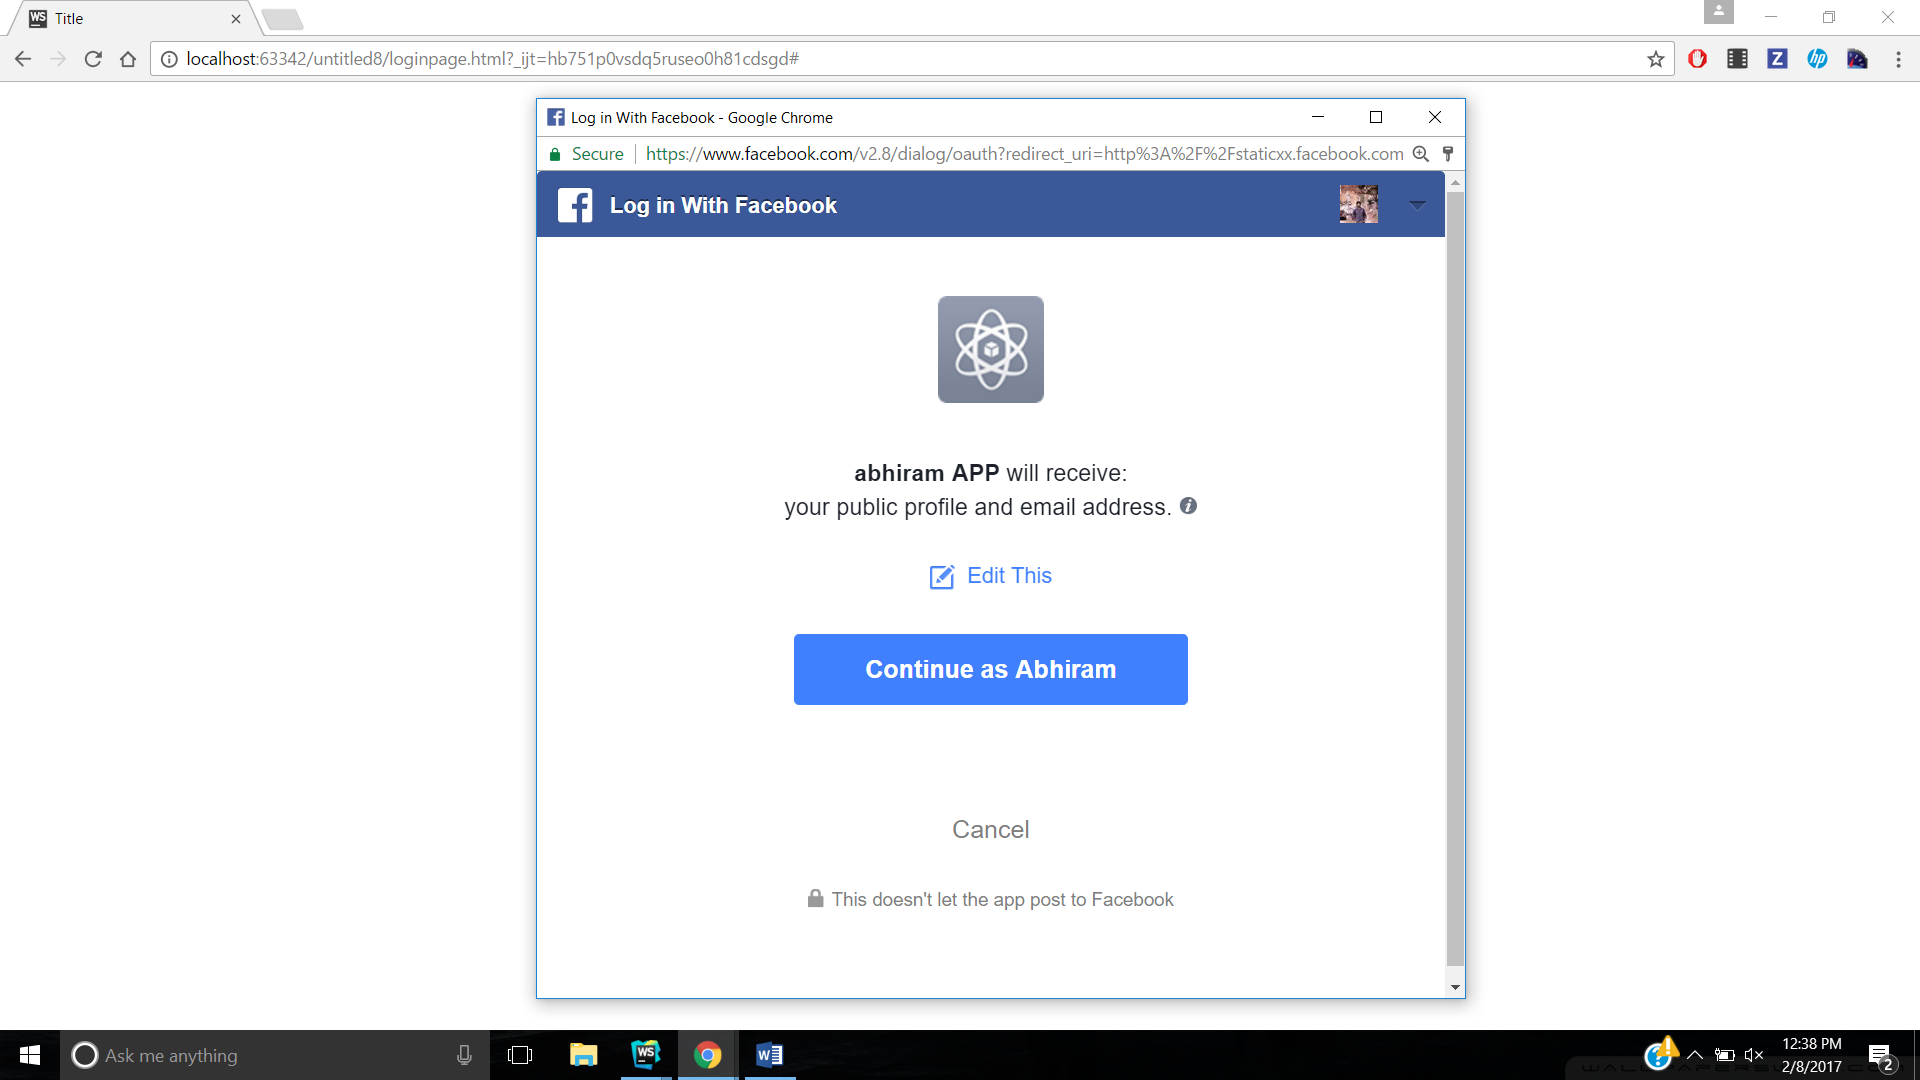 WS Title
localhost:63342/untitled8/loginpage.html?_ijt=hb751p0vsdq5ruseo0h81cdsgd#
Z
hp
Log in With Facebook - Google Chrome
Secure https://www.facebook.com/v2.8/dialog/oauth?redirect_uri=http%3A%2F%2Fstaticxx.facebook.com
Log in With Facebook
abhiram APP will receive:
your public profile and email address.
Edit This
Continue as Abhiram
Cancel
This doesn't let the app post to Facebook
Ask me anything
WS
W
12:38 PM
2/8/2017
2